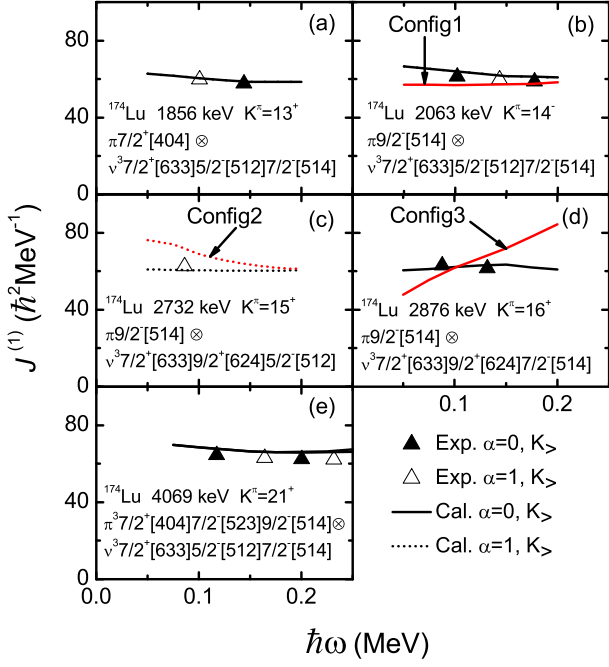 (a)
80
60
40
20
0
¹⁷⁴Lu 1856 keV Kπ=13⁺
π7/2⁺[404] ⊗
ν³7/2⁺[633]5/2⁻[512]7/2⁻[514]
Config1
(b)
¹⁷⁴Lu 2063 keV Kπ=14⁻
π9/2⁻[514] ⊗
ν³7/2⁺[633]5/2⁻[512]7/2⁻[514]
(c)
Config2
80
60
40
20
0
¹⁷⁴Lu 2732 keV Kπ=15⁺
π9/2⁻[514] ⊗
ν³7/2⁺[633]9/2⁺[624]5/2⁻[512]
Config3
(d)
¹⁷⁴Lu 2876 keV Kπ=16⁺
π9/2⁻[514] ⊗
ν³7/2⁺[633]9/2⁺[624]7/2⁻[514]
0.1
0.2
J⁽¹⁾ (ℏ²MeV⁻¹)
(e)
80
60
40
20
0
¹⁷⁴Lu 4069 keV Kπ=21⁺
π³7/2⁺[404]7/2⁻[523]9/2⁻[514]⊗
ν³7/2⁺[633]5/2⁻[512]7/2⁻[514]
0.0
0.1
0.2
Exp. α=0, K>
Exp. α=1, K>
Cal. α=0, K>
Cal. α=1, K>
ℏω (MeV)